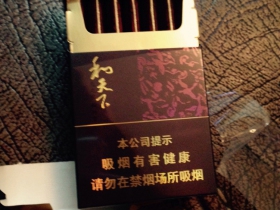 和天下
本公司提示
吸烟有害健康
请勿在禁烟场所吸烟